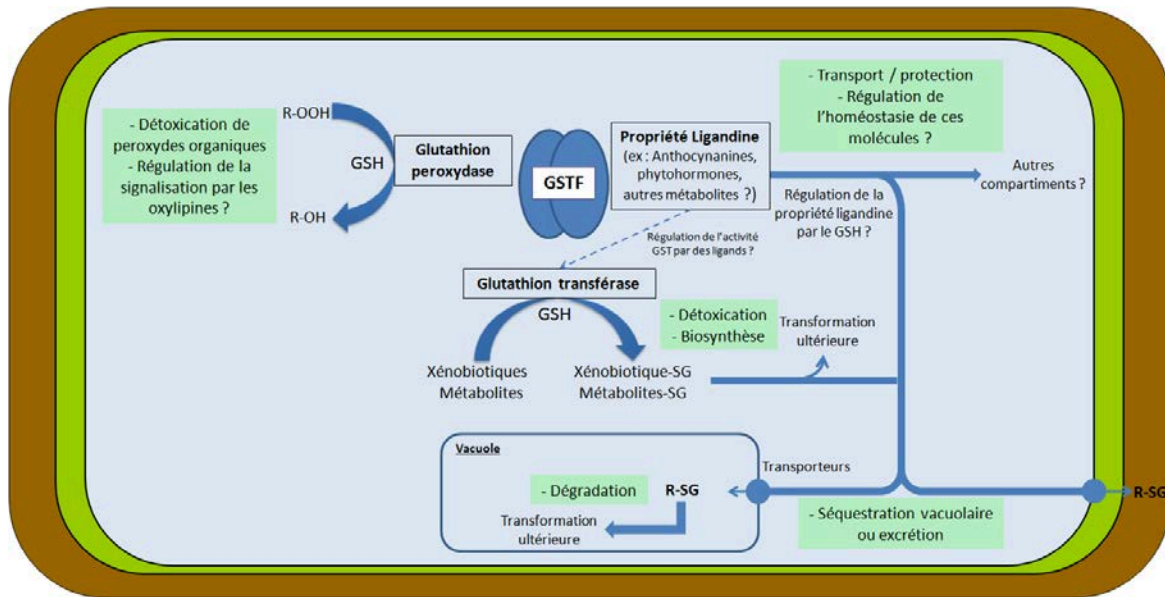 - Détoxication de
peroxydes organiques
- Régulation de la
signalisation par les
oxylipines ?
R-OOH
GSH
R-OH
Glutathion
peroxydase
GSTF
Propriété Ligandine
(ex : Anthocynanines,
phytohormones,
autres métabolites ?)
- Transport / protection
- Régulation de
l'homéostasie de ces
molécules ?
Autres
compartiments ?
Régulation de la
propriété ligandine
par le GSH ?
Régulation de l'activité
GST par des ligands ?
Glutathion transférase
GSH
Xénobiotiques
Métabolites
Xénobiotique-SG
Métabolites-SG
- Détoxication
- Biosynthèse
Transformation
ultérieure
Vacuole
- Dégradation
R-SG
Transformation
ultérieure
Transporteurs
- Séquestration vacuolaire
ou excrétion
R-SG